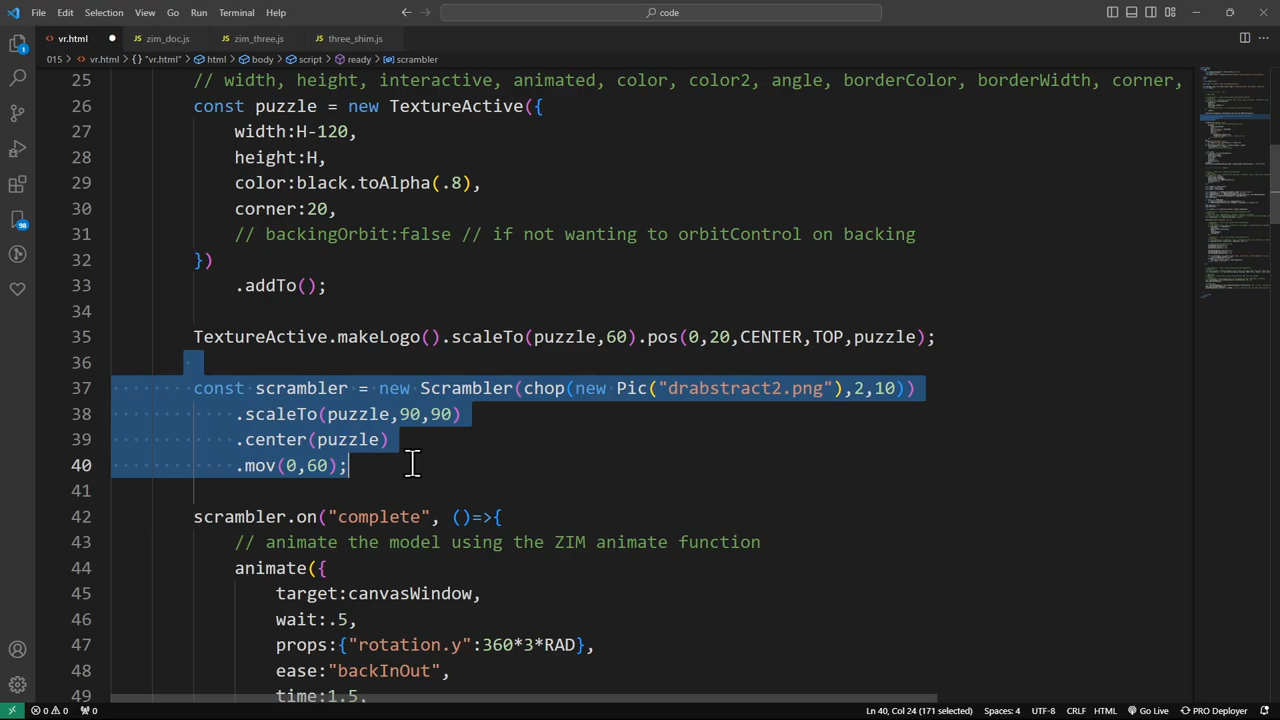 File Edit Selection View Go Run Terminal Help
code
vr.html
zim_doc.js
zim_three.js
three_shim.js
015 > vr.html > {} "vr.html" > html > body > script > ready > scrambler
25 // width, height, interactive, animated, color, color2, angle, borderColor, borderWidth, corner,
26 const puzzle = new TextureActive({
27 width:H-120,
28 height:H,
29 color:black.toAlpha(.8),
30 corner:20,
31 // backingOrbit:false // if not wanting to orbitControl on backing
32 })
33 .addTo();
34
35 TextureActive.makeLogo().scaleTo(puzzle,60).pos(0,20,CENTER,TOP,puzzle);
36
37 const scrambler = new Scrambler(chop(new Pic("drabstract2.png"),2,10))
38 .scaleTo(puzzle,90,90)
39 .center(puzzle)
40 .mov(0,60);
41
42 scrambler.on("complete", ()=>{
43 // animate the model using the ZIM animate function
44 animate({
45 target:canvasWindow,
46 wait:.5,
47 props:{"rotation.y":360*3*RAD},
48 ease:"backInOut",
49 time:1.5,
0 0 0 Ln 40, Col 24 (171 selected) Spaces: 4 UTF-8 CRLF HTML Go Live PRO Deployer